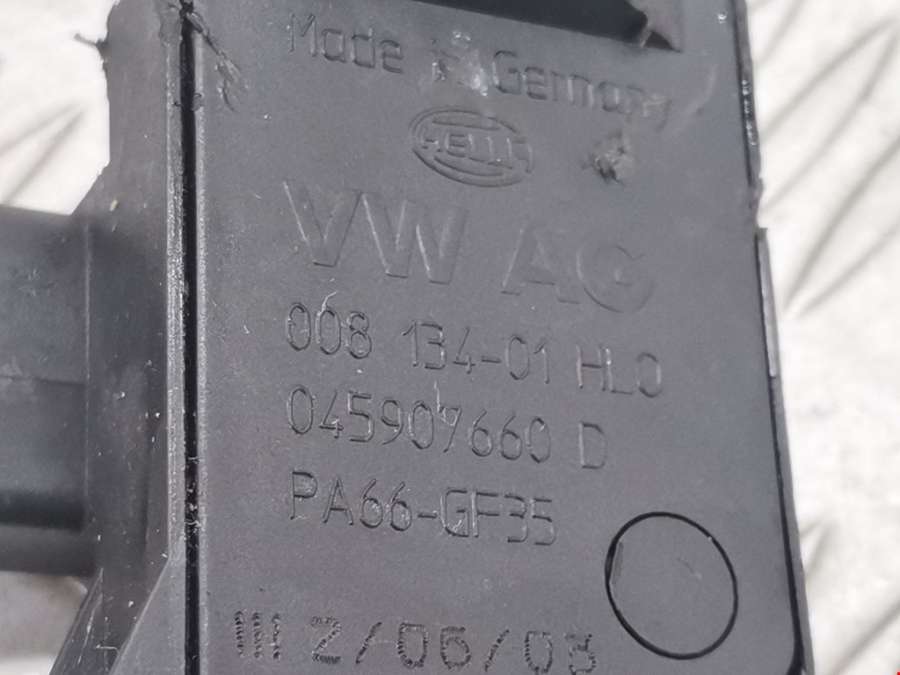 Made in Germany
HELLA
VW AG
008 134-01 HLO
045907660 D
PA66-GF35
2/06/03